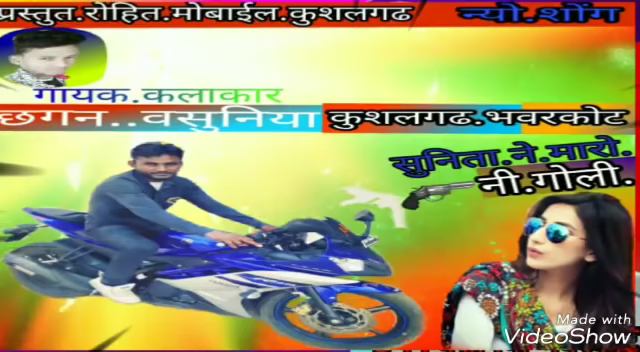 प्रस्तुत.रोहित.मोबाईल.कुशलगढ न्यो.शोंग
गायक.कलाकार
छगन..वसुनिया कुशलगढ.भवरकोट
सुनिता.ने.मारो.
नी.गोली.
Made with
VideoShow